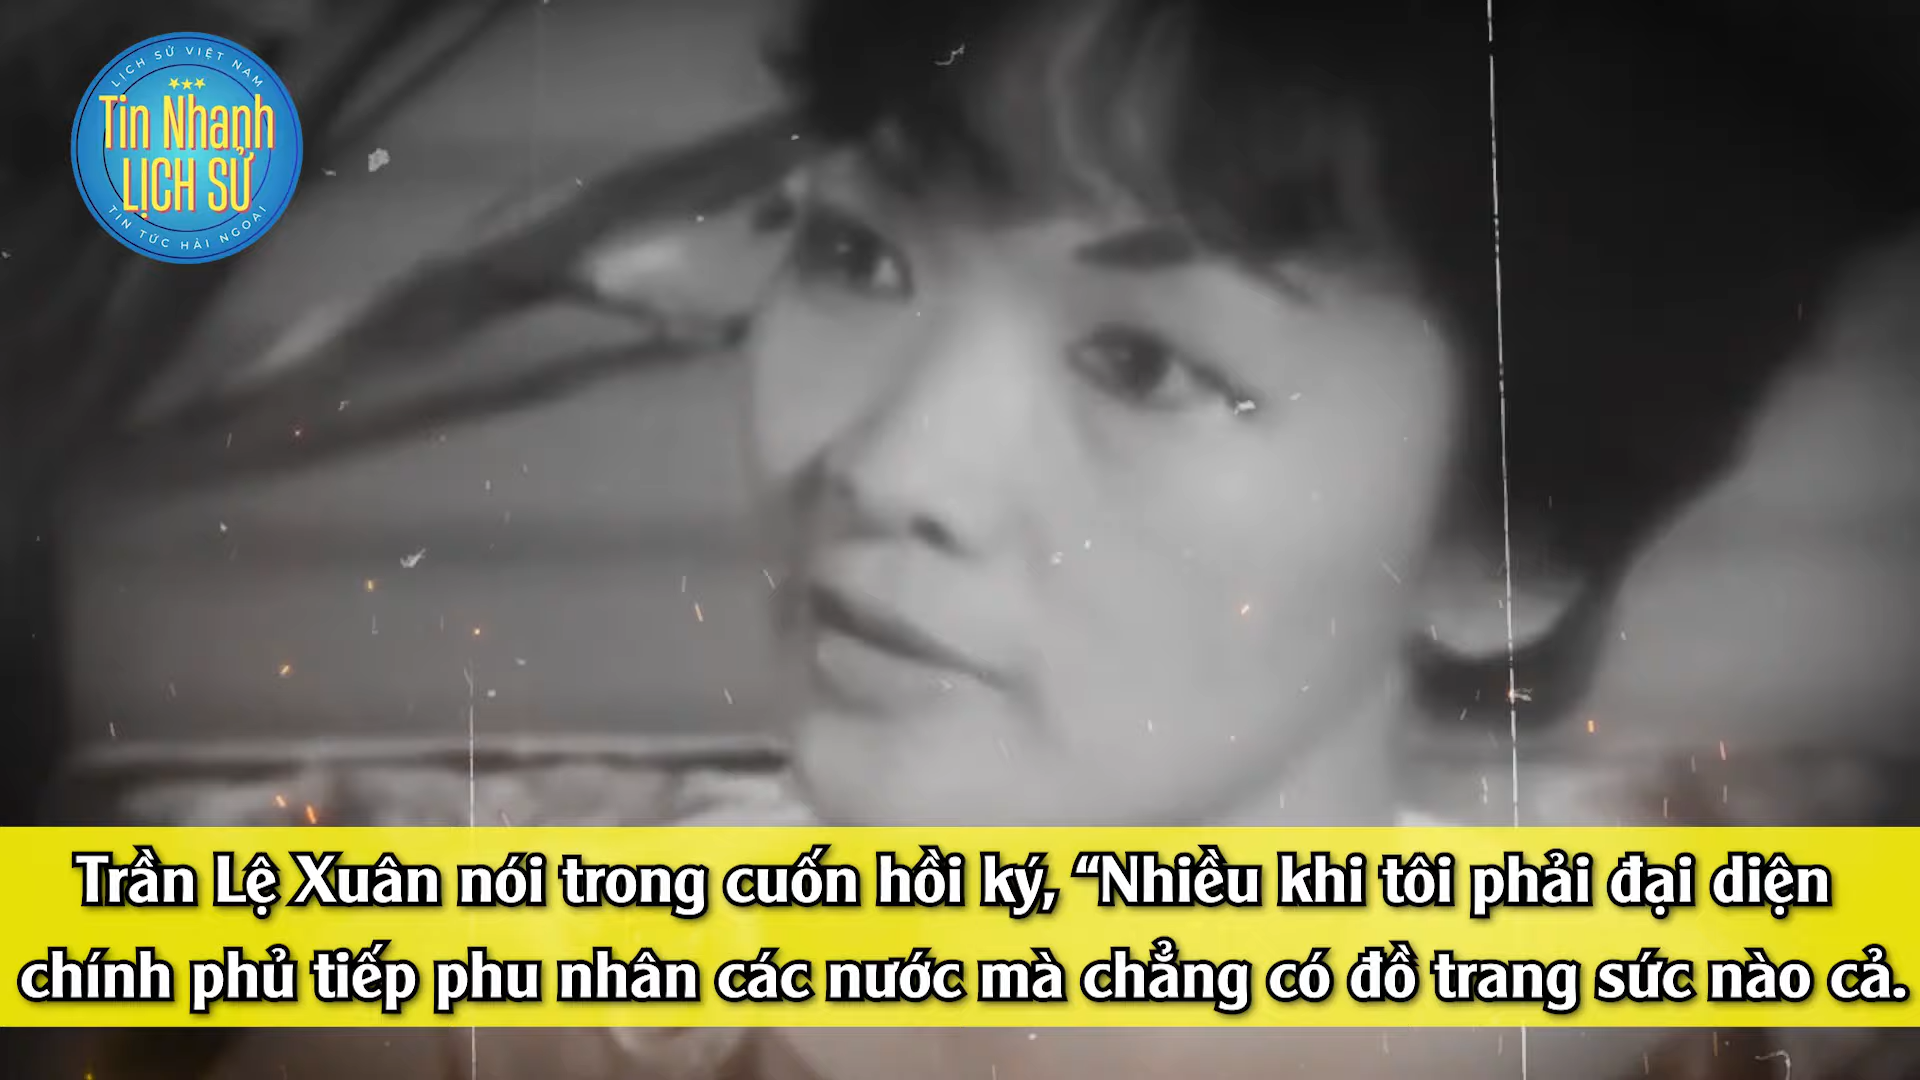 LỊCH SỬ VIỆT NAM
Tin Nhanh
LỊCH SỬ
TIN TỨC HẢI NGOẠI
Trần Lệ Xuân nói trong cuốn hồi ký, “Nhiều khi tôi phải đại diện
chính phủ tiếp phu nhân các nước mà chẳng có đồ trang sức nào cả.